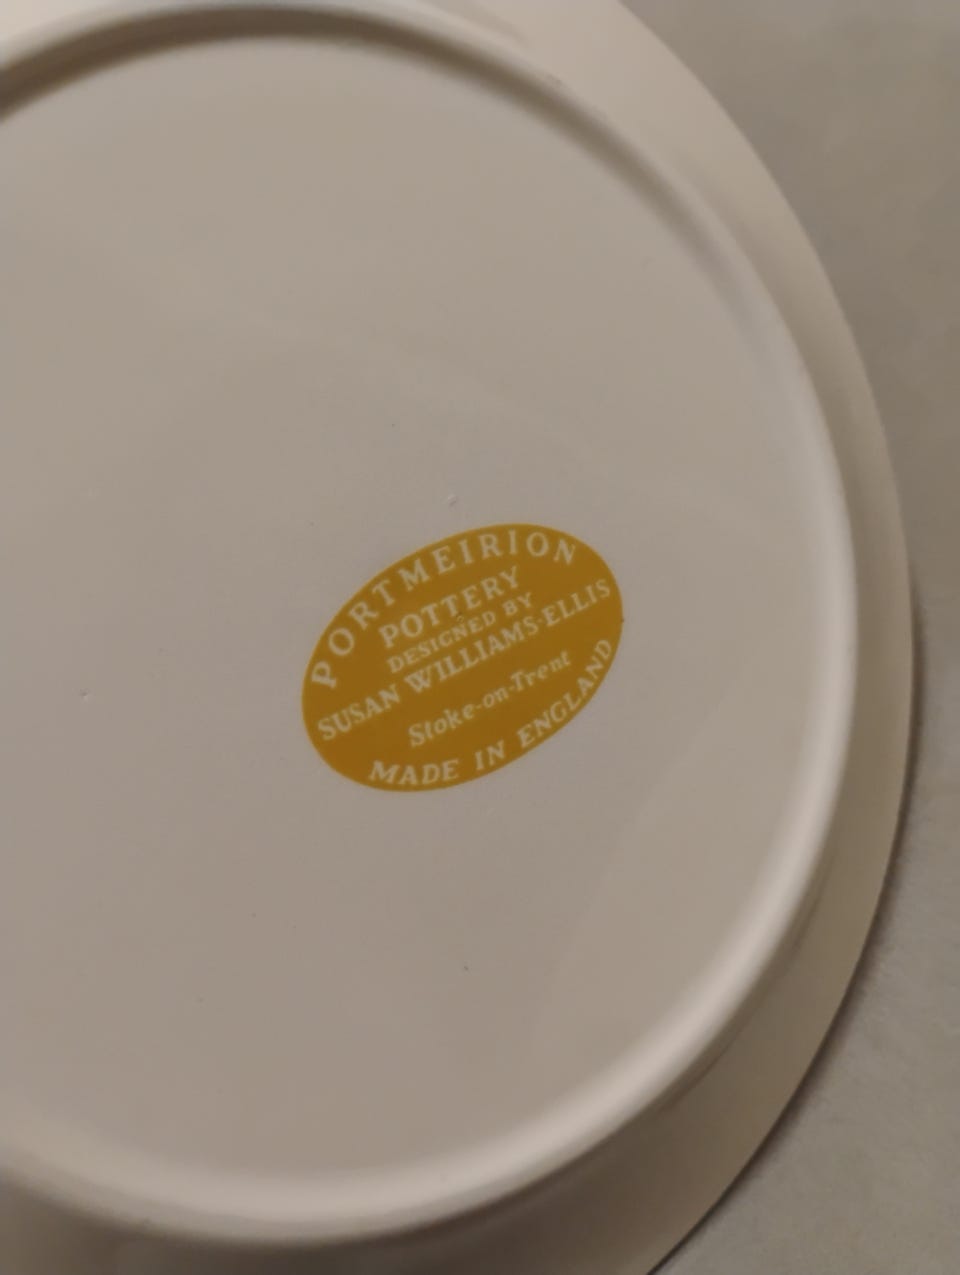 PORTMEIRION
POTTERY
DESIGNED BY
SUSAN WILLIAMS-ELLIS
Stoke-on-Trent
MADE IN ENGLAND